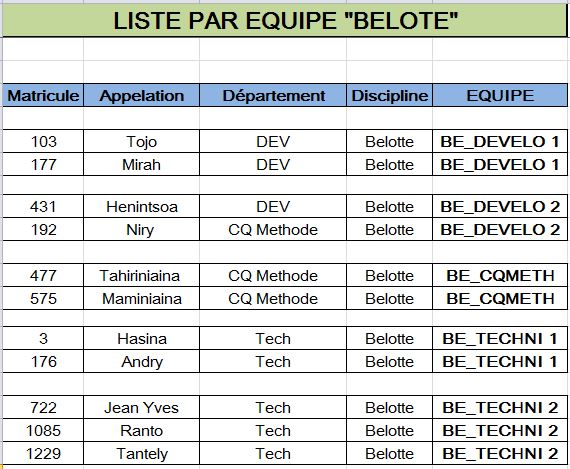 LISTE PAR EQUIPE "BELOTE"
Matricule Appelation Département Discipline EQUIPE
103 Tojo DEV Belotte BE_DEVELO 1
177 Mirah DEV Belotte BE_DEVELO 1
431 Henintsoa DEV Belotte BE_DEVELO 2
192 Niry CQ Methode Belotte BE_DEVELO 2
477 Tahiriniaina CQ Methode Belotte BE_CQMETH
575 Maminiaina CQ Methode Belotte BE_CQMETH
3 Hasina Tech Belotte BE_TECHNI 1
176 Andry Tech Belotte BE_TECHNI 1
722 Jean Yves Tech Belotte BE_TECHNI 2
1085 Ranto Tech Belotte BE_TECHNI 2
1229 Tantely Tech Belotte BE_TECHNI 2